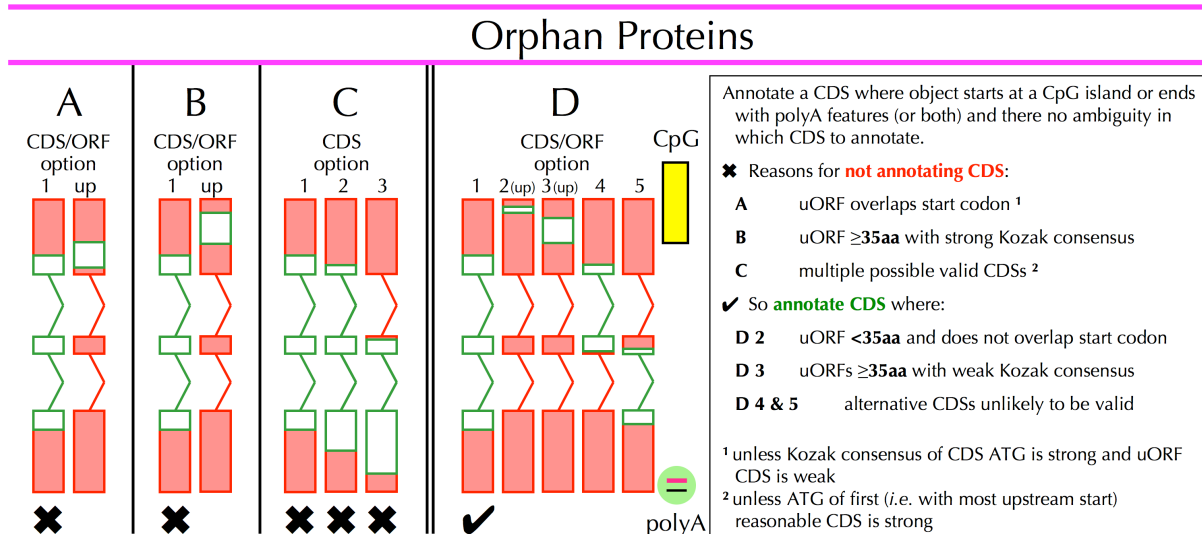 Orphan Proteins
A
CDS/ORF
option
1 up
B
CDS/ORF
option
1 up
C
CDS
option
1 2 3
D
CDS/ORF
option
1 2 (up) 3 (up) 4 5
CpG
polyA
Annotate a CDS where object starts at a CpG island or ends
with polyA features (or both) and there no ambiguity in
which CDS to annotate.
✖ Reasons for not annotating CDS:
A uORF overlaps start codon ¹
B uORF ≥35aa with strong Kozak consensus
C multiple possible valid CDSs ²
✔ So annotate CDS where:
D 2 uORF <35aa and does not overlap start codon
D 3 uORFs ≥35aa with weak Kozak consensus
D 4 & 5 alternative CDSs unlikely to be valid
¹ unless Kozak consensus of CDS ATG is strong and uORF
CDS is weak
² unless ATG of first (i.e. with most upstream start)
reasonable CDS is strong